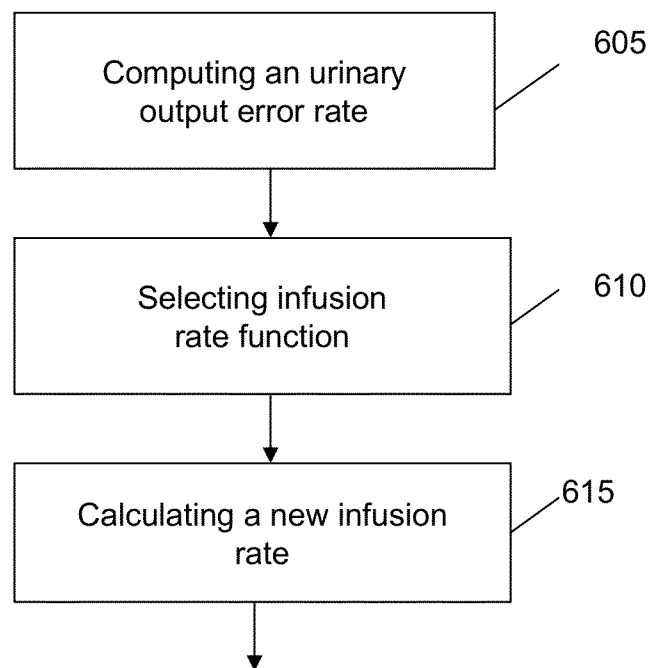 Computing an urinary
output error rate
605
Selecting infusion
rate function
610
Calculating a new infusion
rate
615